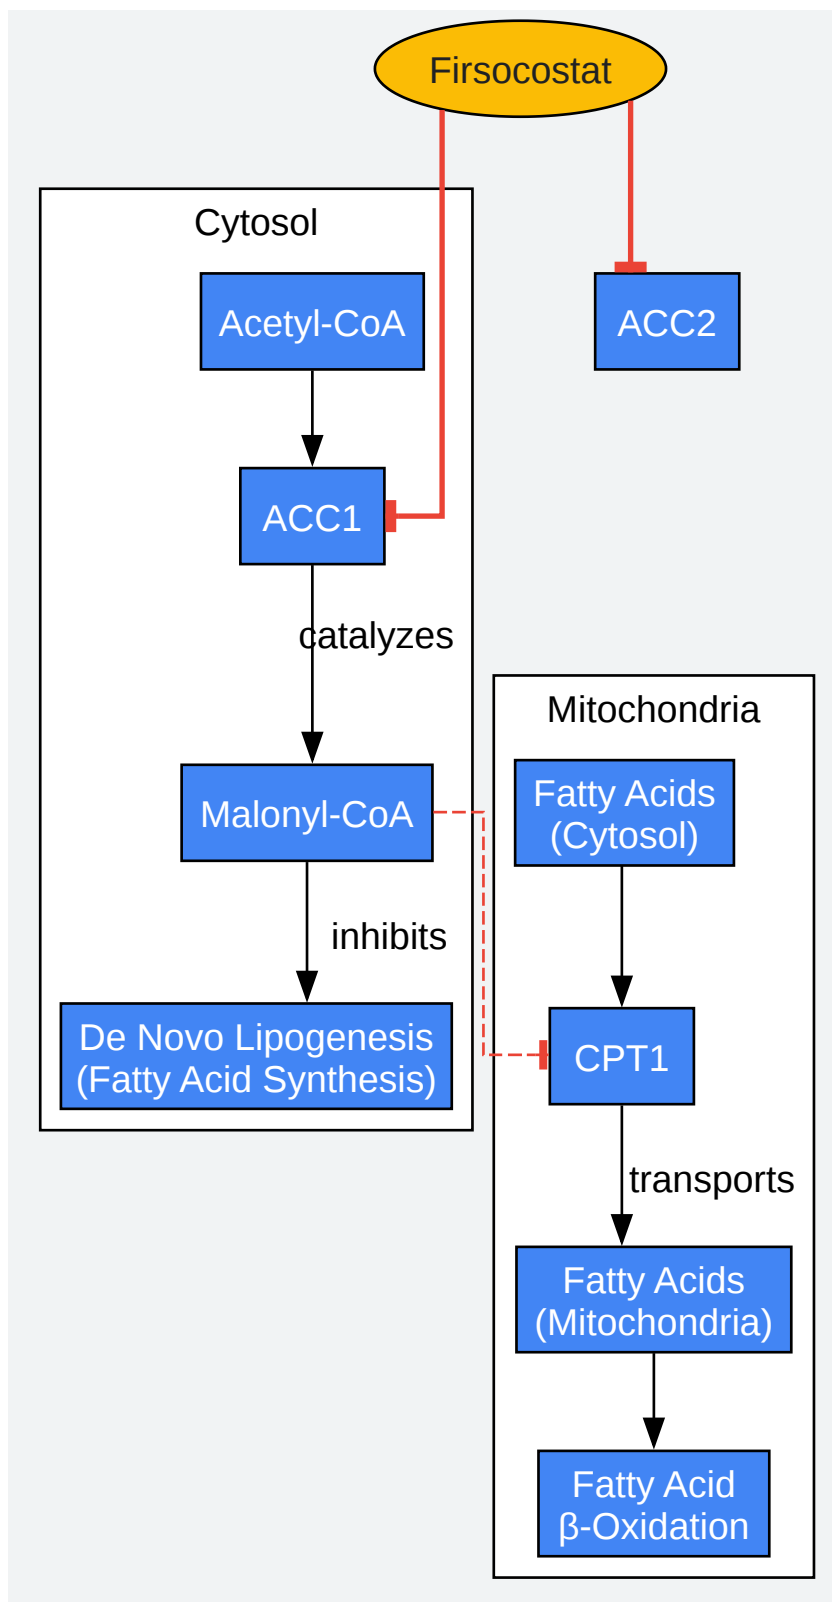 Firsocostat
Cytosol
Acetyl-CoA
ACC2
ACC1
catalyzes
Malonyl-CoA
inhibits
De Novo Lipogenesis
(Fatty Acid Synthesis)
Mitochondria
Fatty Acids
(Cytosol)
CPT1
transports
Fatty Acids
(Mitochondria)
Fatty Acid
β-Oxidation